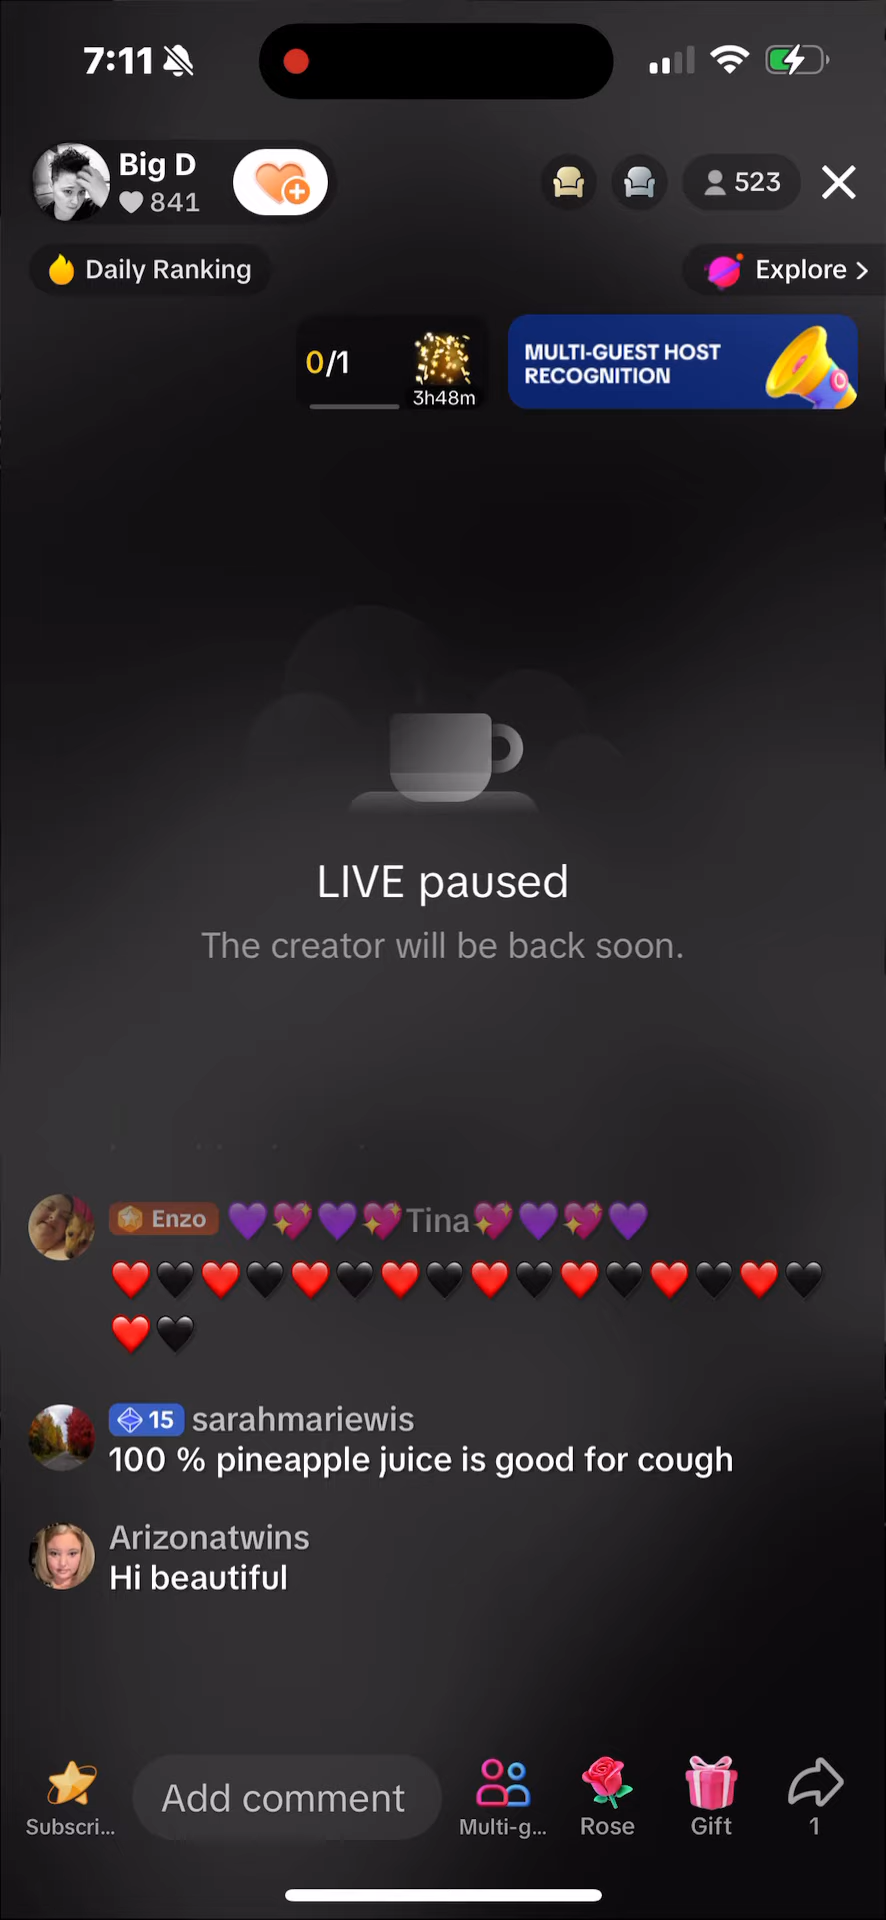 7:11
Big D
841
523
Daily Ranking
Explore >
0/1
3h48m
MULTI-GUEST HOST
RECOGNITION
LIVE paused
The creator will be back soon.
Enzo 💜💖💜💖Tina💖💜💖💜
❤️🖤❤️🖤❤️🖤❤️🖤❤️🖤❤️🖤❤️🖤❤️🖤
❤️🖤
15 sarahmariewis
100 % pineapple juice is good for cough
Arizonatwins
Hi beautiful
Add comment
Subscri... Multi-g... Rose Gift 1